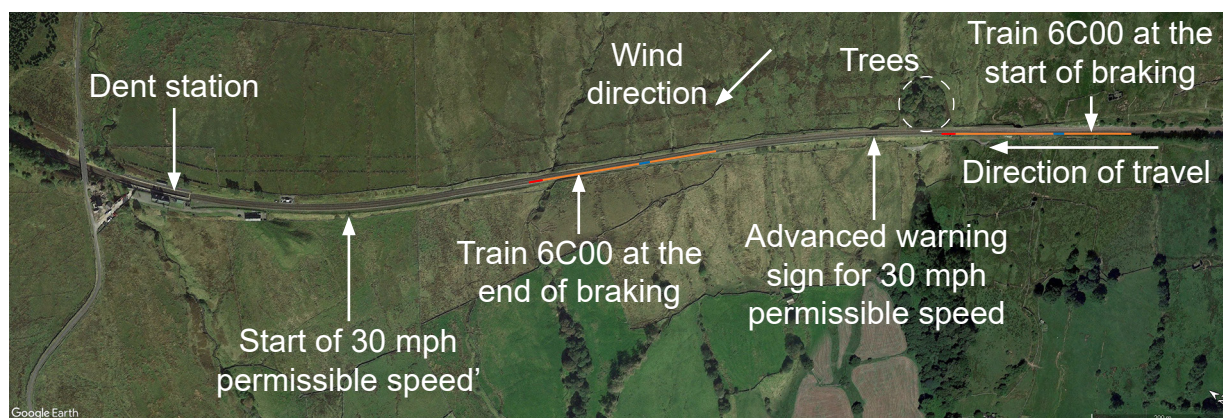 Dent station
Wind
direction
Trees
Train 6C00 at the
start of braking
Direction of travel
Train 6C00 at the
end of braking
Advanced warning
sign for 30 mph
permissible speed
Start of 30 mph
permissible speed’
Google Earth